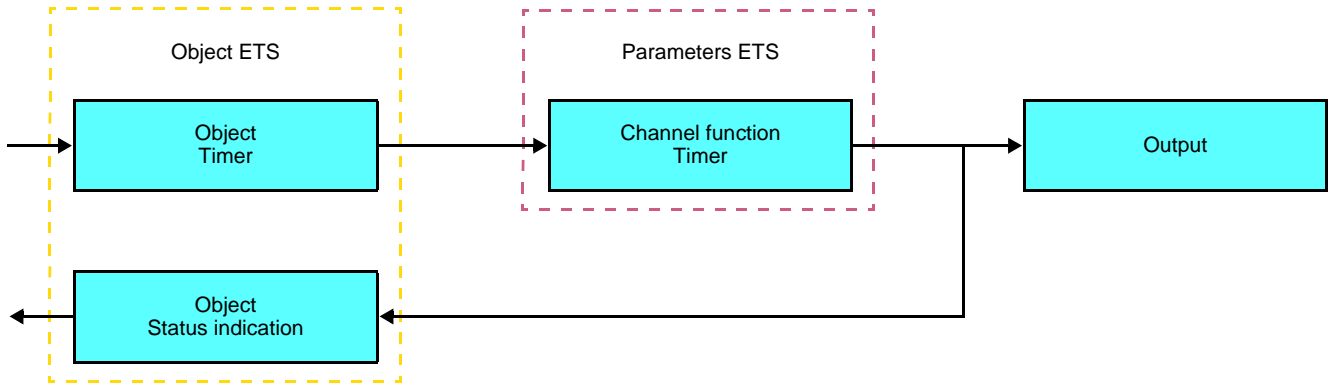 Object ETS
Parameters ETS
Object
Timer
Channel function
Timer
Output
Object
Status indication